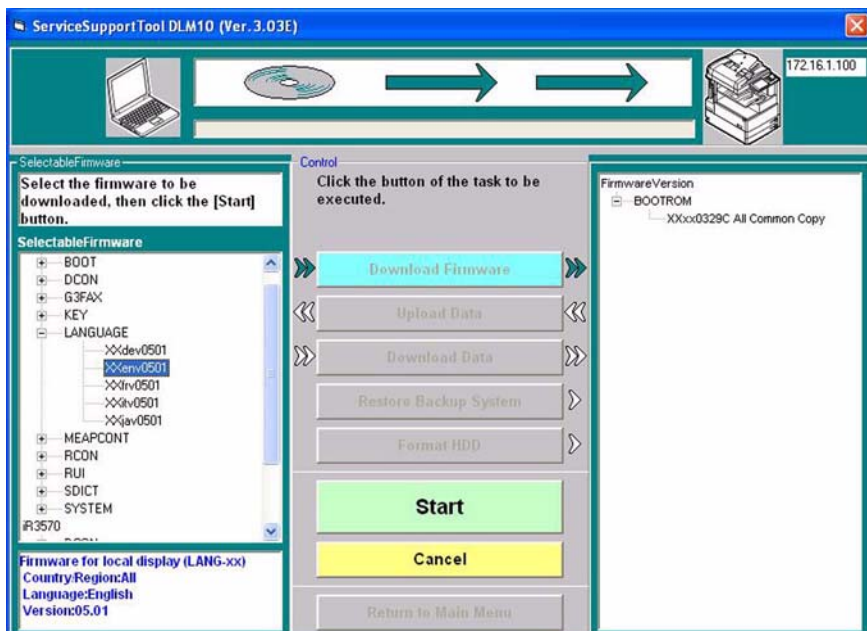 ServiceSupportTool DLM10 (Ver.3.03E)
172.16.1.100
SelectableFirmware
Select the firmware to be
downloaded, then click the [Start]
button.
SelectableFirmware
BOOT
DCON
G3FAX
KEY
LANGUAGE
XXdev0501
XXenv0501
XXfrv0501
XXitv0501
XXjav0501
MEAPCONT
RCON
RUI
SDICT
SYSTEM
iR3570
DCON
Firmware for local display (LANG-xx)
Country:Region:All
Language:English
Version:05.01
Control
Click the button of the task to be
executed.
Download Firmware
Upload Data
Download Data
Restore Backup System
Format HDD
Start
Cancel
Return to Main Menu
FirmwareVersion
BOOTROM
XXxx0329C All Common Copy